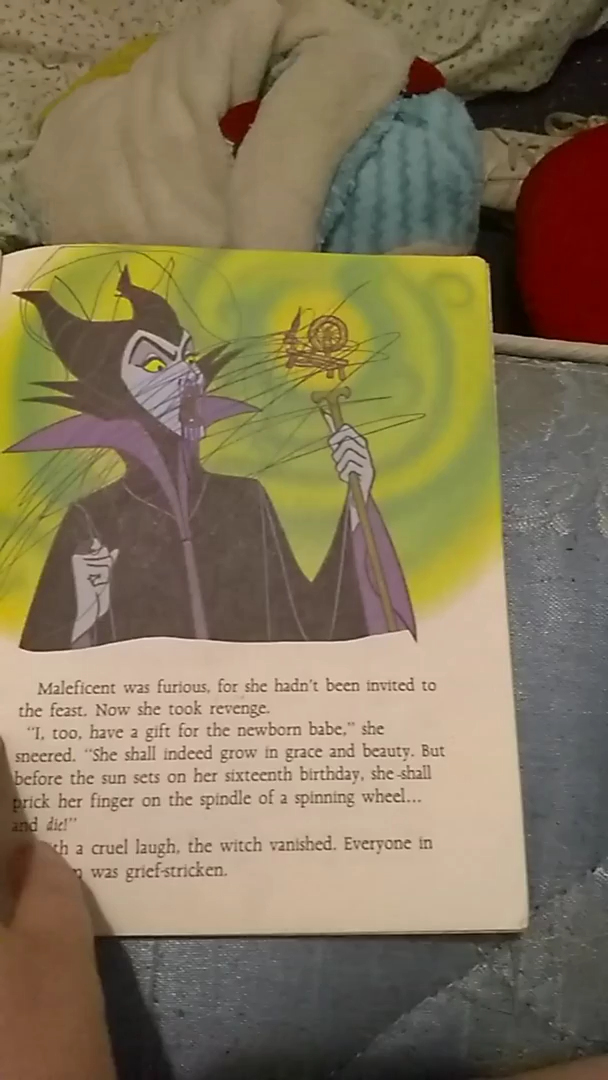 Maleficent was furious, for she hadn't been invited to
the feast. Now she took revenge.
"I, too, have a gift for the newborn babe," she
sneered. "She shall indeed grow in grace and beauty. But
before the sun sets on her sixteenth birthday, she shall
prick her finger on the spindle of a spinning wheel...
and die!"
a cruel laugh, the witch vanished. Everyone in
was grief-stricken.